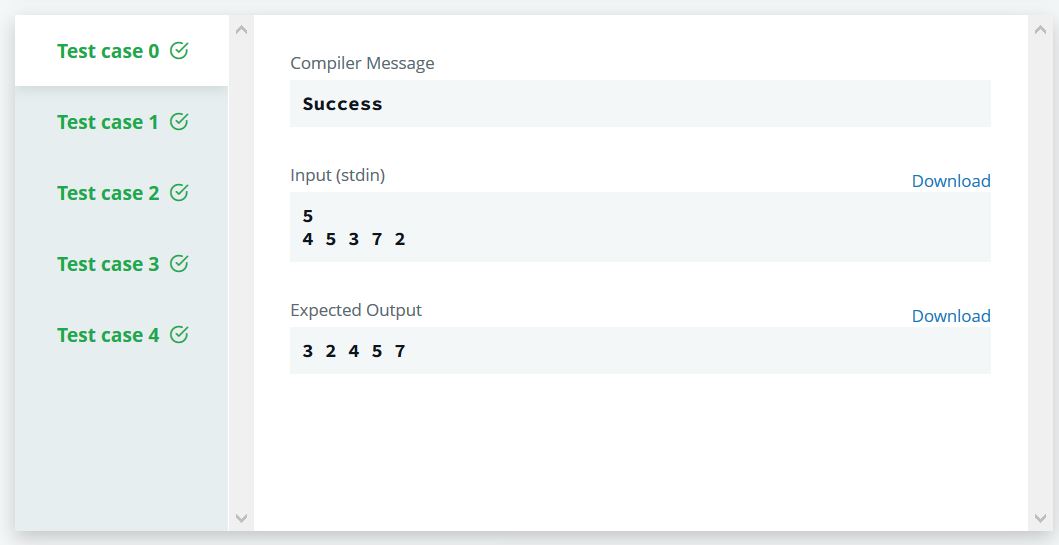 Test case 0
Test case 1
Test case 2
Test case 3
Test case 4
Compiler Message
Success
Input (stdin)
Download
5
4 5 3 7 2
Expected Output
Download
3 2 4 5 7